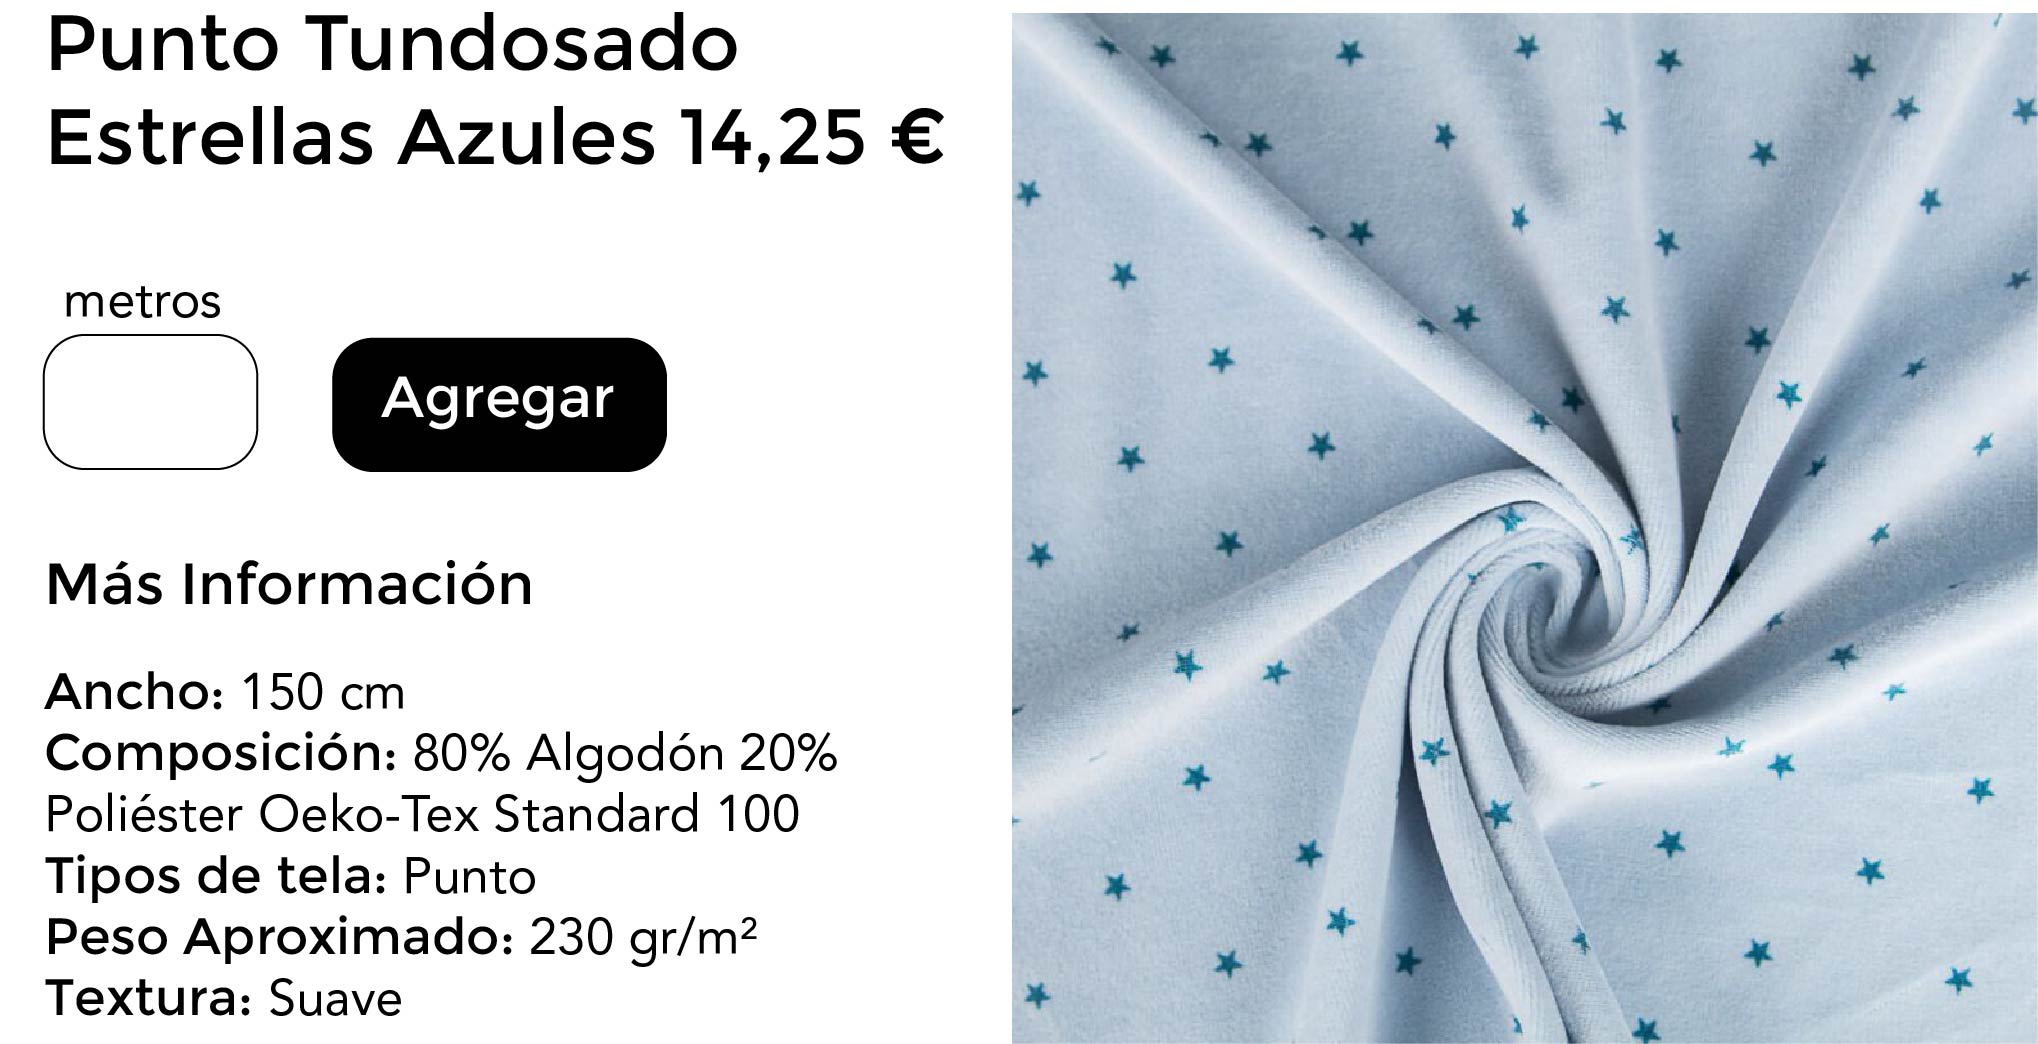 Punto Tundosado
Estrellas Azules 14,25 €
metros
Agregar
Más Información
Ancho: 150 cm
Composición: 80% Algodón 20%
Poliéster Oeko-Tex Standard 100
Tipos de tela: Punto
Peso Aproximado: 230 gr/m²
Textura: Suave